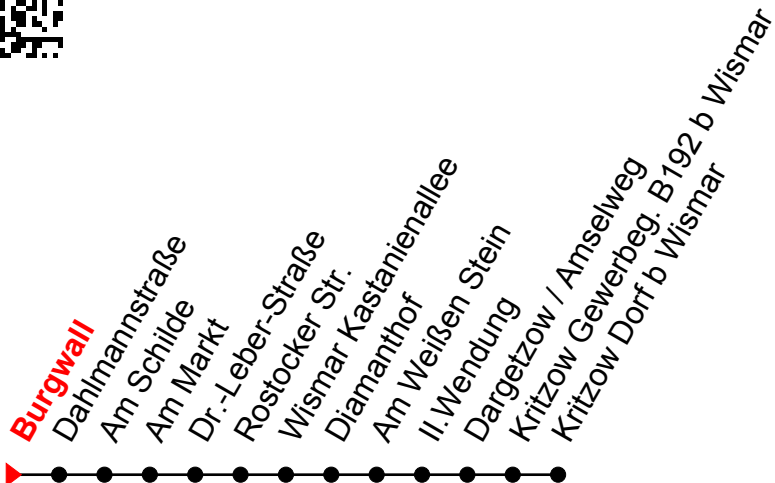 Burgwall
Dahlmannstraße
Am Schilde
Am Markt
Dr.-Leber-Straße
Rostocker Str.
Wismar Kastanienallee
Diamanthof
Am Weißen Stein
II.Wendung
Dargetzow / Amselweg
Kritzow Gewerbeg. B192 b Wismar
Kritzow Dorf b Wismar